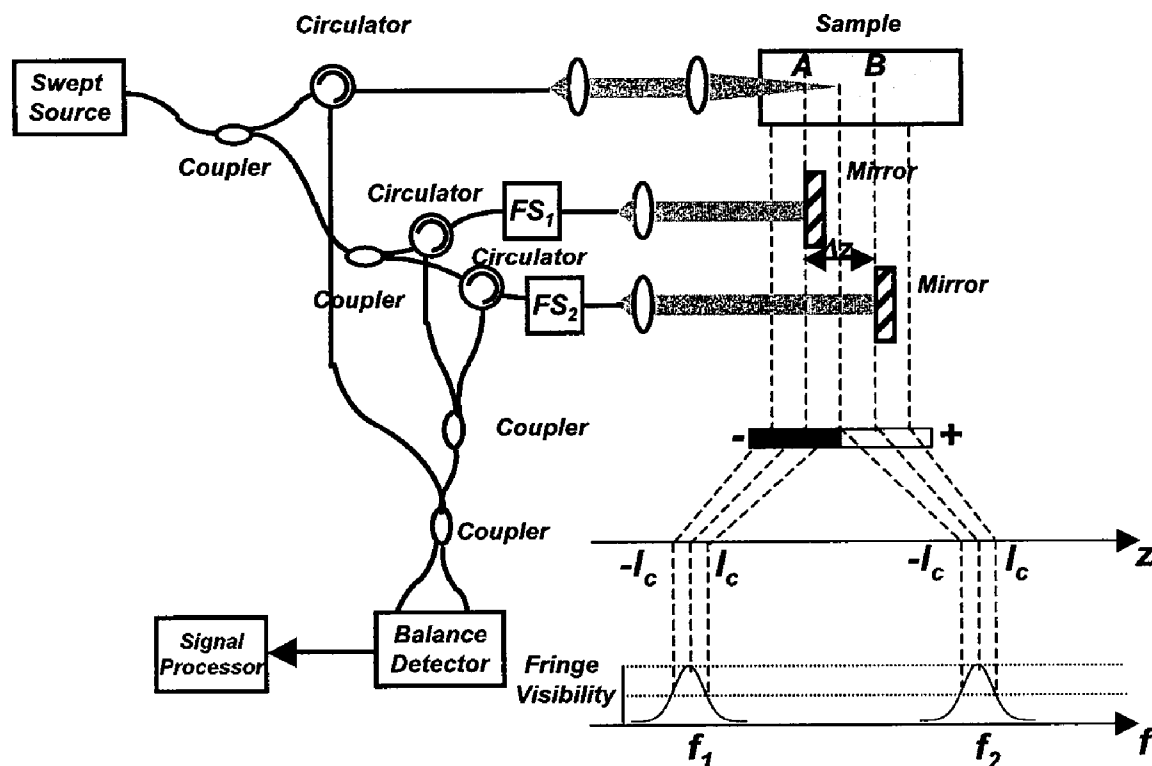 Circulator
Sample
Swept
Source
A B
Coupler
Circulator
Mirror
FS1
Circulator
Δz
Coupler
FS2
Mirror
Coupler
- +
Coupler
-lc lc -lc lc z
Signal
Processor
Balance
Detector
Fringe
Visibility
f1 f2 f